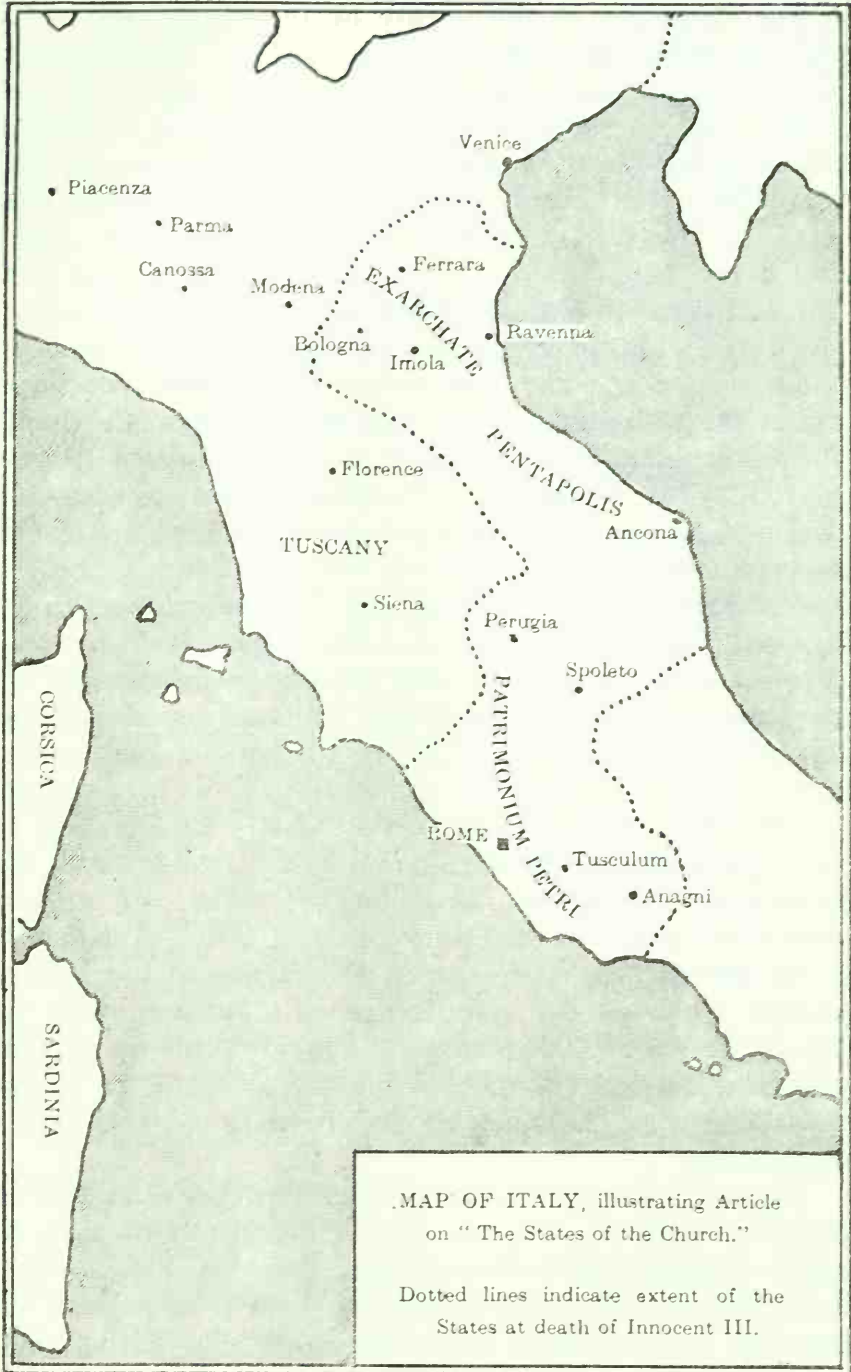 Venice
Piacenza
Parma
Canossa
Modena
Ferrara
EXARCHATE
Bologna
Imola
Ravenna
PENTAPOLIS
Florence
Ancona
TUSCANY
Siena
Perugia
Spoleto
CORSICA
PATRIMONIUM PETRI
ROME
Tusculum
Anagni
SARDINIA
MAP OF ITALY, illustrating Article
on “ The States of the Church.”
Dotted lines indicate extent of the
States at death of Innocent III.